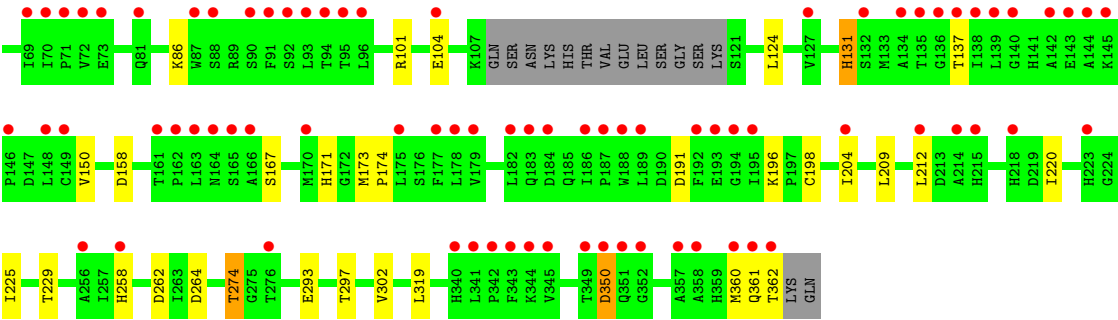 I69 I70 P71 V72 E73 Q81 K86 W87 S88 R89 S90 F91 S92 L93 T94 T95 L96 R101 E104 K107 GLN SER ASN LYS HIS THR VAL GLU LEU SER GLY SER LYS S121 L124 V127 H131 S132 M133 A134 T135 G136 T137 I138 L139 G140 H141 A142 E143 A144 K145
P146 D147 L148 C149 V150 D158 T161 P162 L163 N164 S165 A166 S167 M170 H171 G172 M173 P174 L175 S176 F177 L178 V179 L182 Q183 D184 Q185 I186 P187 W188 L189 D190 D191 F192 E193 G194 I195 K196 P197 C198 I204 L209 L212 D213 A214 H215 H218 D219 I220 H223 G224
I225 T229 A256 I257 H258 D262 I263 D264 T274 G275 T276 E293 T297 V302 L319 H340 L341 P342 F343 K344 V345 T349 D350 Q351 G352 A357 A358 H359 M360 Q361 T362 LYS GLN